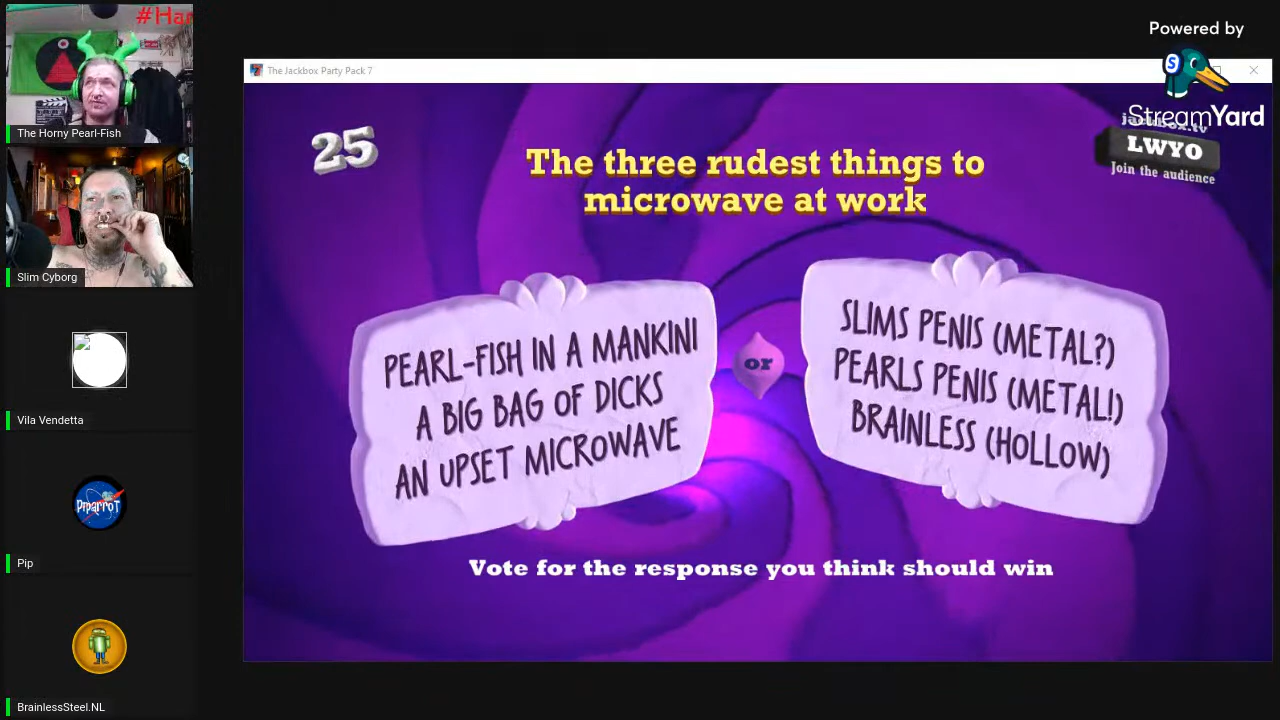 #Har
The Horny Pearl-Fish
Slim Cyborg
Vila Vendetta
Pip
PiparroT
BrainlessSteel.NL
The Jackbox Party Pack 7
Powered by
S
StreamYard
jackbox.tv
LWYO
Join the audience
25
The three rudest things to
microwave at work
PEARL-FISH IN A MANKINI
A BIG BAG OF DICKS
AN UPSET MICROWAVE
or
SLIMS PENIS (METAL?)
PEARLS PENIS (METAL!)
BRAINLESS (HOLLOW)
Vote for the response you think should win